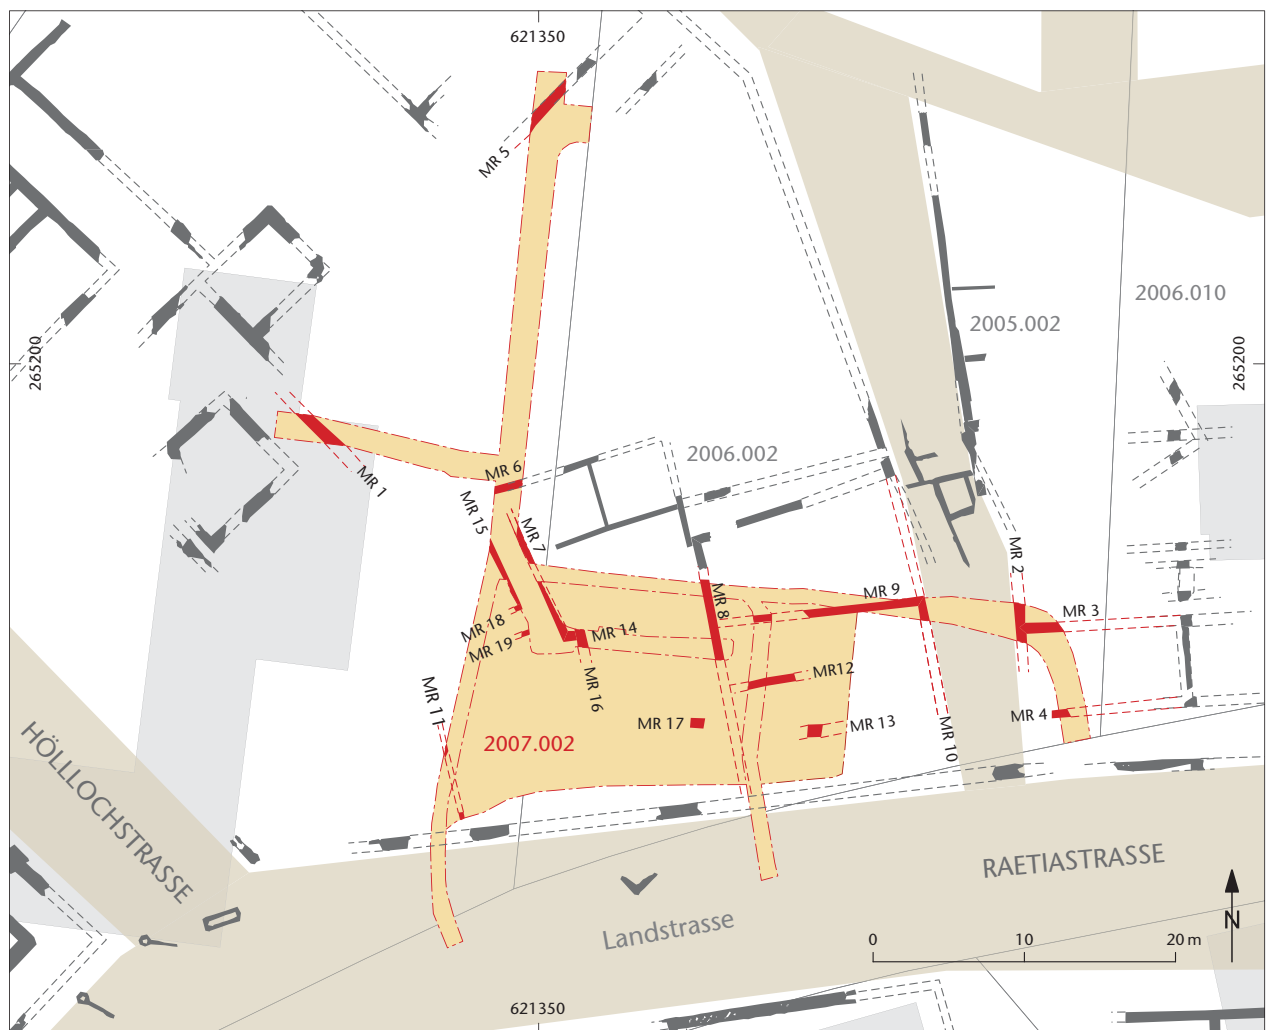 621350
MR 5
2006.010
2005.002
265200
265200
2006.002
MR 6
MR 1
MR 15
MR 7
MR 2
MR 8
MR 9
MR 3
MR 18
MR 14
MR 19
MR12
MR 16
MR 11
MR 17
MR 13
MR 4
MR 10
2007.002
HÖLLLOCHSTRASSE
RAETIASTRASSE
Landstrasse
N
0 10 20 m
621350